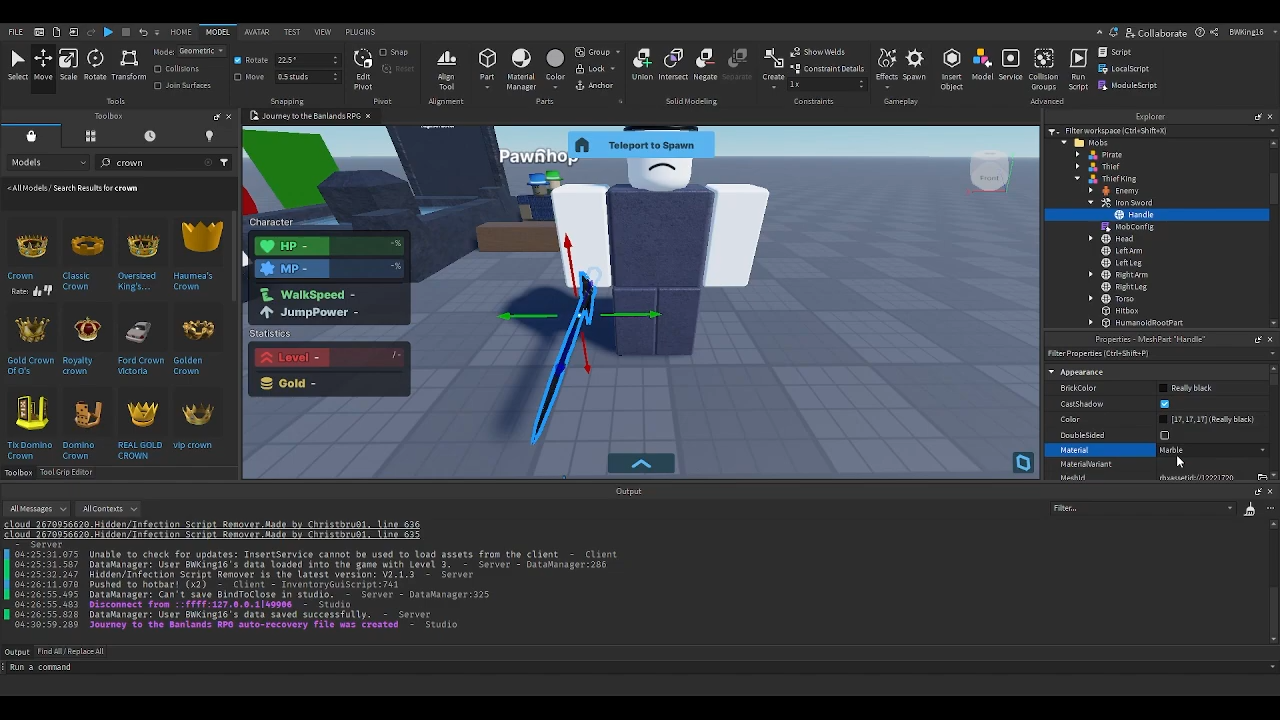 FILE HOME MODEL AVATAR TEST VIEW PLUGINS Collaborate BWKing16
Select Move Scale Rotate Transform
Mode: Geometric
Collisions
Join Surfaces
Tools
Rotate 22.5°
Move 0.5 studs
Snapping
Edit Pivot
Snap
Reset
Pivot
Align Tool
Alignment
Part
Material Manager
Color
Group
Lock
Anchor
Parts
Union Intersect Negate Separate
Solid Modeling
Create
Show Welds
Constraint Details
1x
Constraints
Effects Spawn
Gameplay
Insert Object
Model
Service
Collision Groups
Run Script
Script
LocalScript
ModuleScript
Advanced
Toolbox
Models
crown
<All Models / Search Results for crown
Crown
Rate:
Classic Crown
Oversized King's...
Haumea's Crown
Gold Crown Of O's
Royalty crown
Ford Crown Victoria
Golden Crown
Tix Domino Crown
Domino Crown
REAL GOLD CROWN
vip crown
Toolbox Tool Grip Editor
Journey to the Banlands RPG
Teleport to Spawn
Front
Character
HP - -%
MP - -%
WalkSpeed -
JumpPower -
Statistics
Level - /-
Gold -
Explorer
Filter workspace (Ctrl+Shift+X)
Mobs
Pirate
Thief
Thief King
Enemy
Iron Sword
Handle
MobConfig
Head
Left Arm
Left Leg
Right Arm
Right Leg
Torso
Hitbox
HumanoidRootPart
Properties - MeshPart "Handle"
Filter Properties (Ctrl+Shift+P)
Appearance
BrickColor Really black
CastShadow
Color [17, 17, 17] (Really black)
DoubleSided
Material Marble
MaterialVariant
MeshId rbxassetid://12221720
Output
All Messages All Contexts Filter...
cloud_2670956620.Hidden/Infection Script Remover.Made by Christbru01, line 636
cloud_2670956620.Hidden/Infection Script Remover.Made by Christbru01, line 635
- Server
04:25:31.075 Unable to check for updates: InsertService cannot be used to load assets from the client - Client
04:25:31.587 DataManager: User BWKing16's data loaded into the game with Level 3. - Server - DataManager:286
04:25:32.247 Hidden/Infection Script Remover is the latest version: V2.1.3 - Server
04:26:11.070 Pushed to hotbar! (x2) - Client - InventoryGuiScript:741
04:26:55.495 DataManager: Can't save BindToClose in studio. - Server - DataManager:325
04:26:55.483 Disconnect from ::ffff:127.0.0.1|49906 - Studio
04:26:55.828 DataManager: User BWKing16's data saved successfully. - Server
04:30:59.289 Journey to the Banlands RPG auto-recovery file was created - Studio
Output Find All / Replace All
Run a command